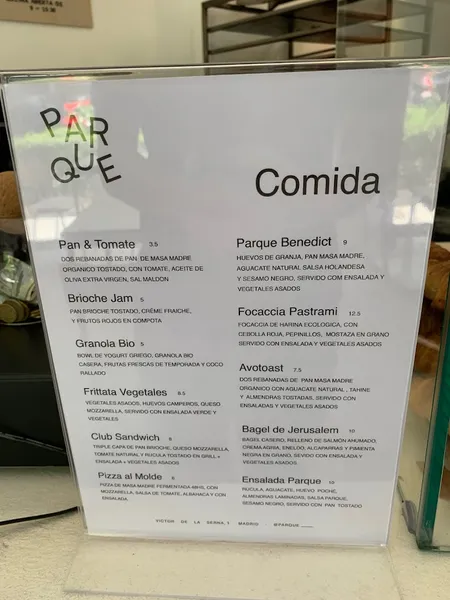 PAR
QUE
Comida
Pan & Tomate 3.5
DOS REBANADAS DE PAN DE MASA MADRE
ORGANICO TOSTADO, CON TOMATE, ACEITE DE
OLIVA EXTRA VIRGEN, SAL MALDON
Brioche Jam 5
PAN BRIOCHE TOSTADO, CRÈME FRAICHE,
Y FRUTOS ROJOS EN COMPOTA
Granola Bio 5
BOWL DE YOGURT GRIEGO, GRANOLA BIO
CASERA, FRUTAS FRESCAS DE TEMPORADA Y COCO
RALLADO
Frittata Vegetales 8.5
VEGETALES ASADOS, HUEVOS CAMPEROS, QUESO
MOZZARELLA, SERVIDO CON ENSALADA VERDE Y
VEGETALES
Club Sandwich
TRIPLE CAPA DE PAN BRIOCHE, QUESO MOZZARELLA,
TOMATE NATURAL Y RUCULA TOSTADO EN GRILL +
ENSALADA + VEGETALES ASADOS
Pizza al Molde
PIZZA DE MASA MADRE FERMENTADA 48HS, CON
MOZZARELLA, SALSA DE TOMATE, ALBAHACA Y CON
ENSALADA.
Parque Benedict 9
HUEVOS DE GRANJA, PAN MASA MADRE,
AGUACATE NATURAL SALSA HOLANDESA
Y SESAMO NEGRO, SERVIDO COM ENSALADA Y
VEGETALES ASADOS
Focaccia Pastrami 12.5
FOCACCIA DE HARINA ECOLOGICA, CON
CEBOLLA ROJA, PEPINILLOS, MOSTAZA EN GRANO
SERVIDO CON ENSALADA Y VEGETALES ASADOS
Avotoast 7.5
DOS REBANADAS DE PAN MASA MADRE
ORGANICO CON AGUACATE NATURAL, TAHINE
Y ALMENDRAS TOSTADAS, SERVIDO CON
ENSALADAS Y VEGETALES ASADOS
Bagel de Jerusalem 10
BAGEL CASERO, RELLENO DE SALMON AHUMADO,
CREMA AGRIA, ENELDO, ALCAPARRAS Y PIMIENTA
NEGRA EN GRANO, SEVIDO CON ENSALADA Y
VEGETALES ASADOS.
Ensalada Parque 10
RUCULA, AGUACATE, HUEVO POCHE,
ALMENDRAS LAMINADAS, SALSA PARQUE,
SESAMO NEGRO, SERVIDO CON PAN TOSTADO
VICTOR DE LA SERNA, 1 MADRID @PARQUE____